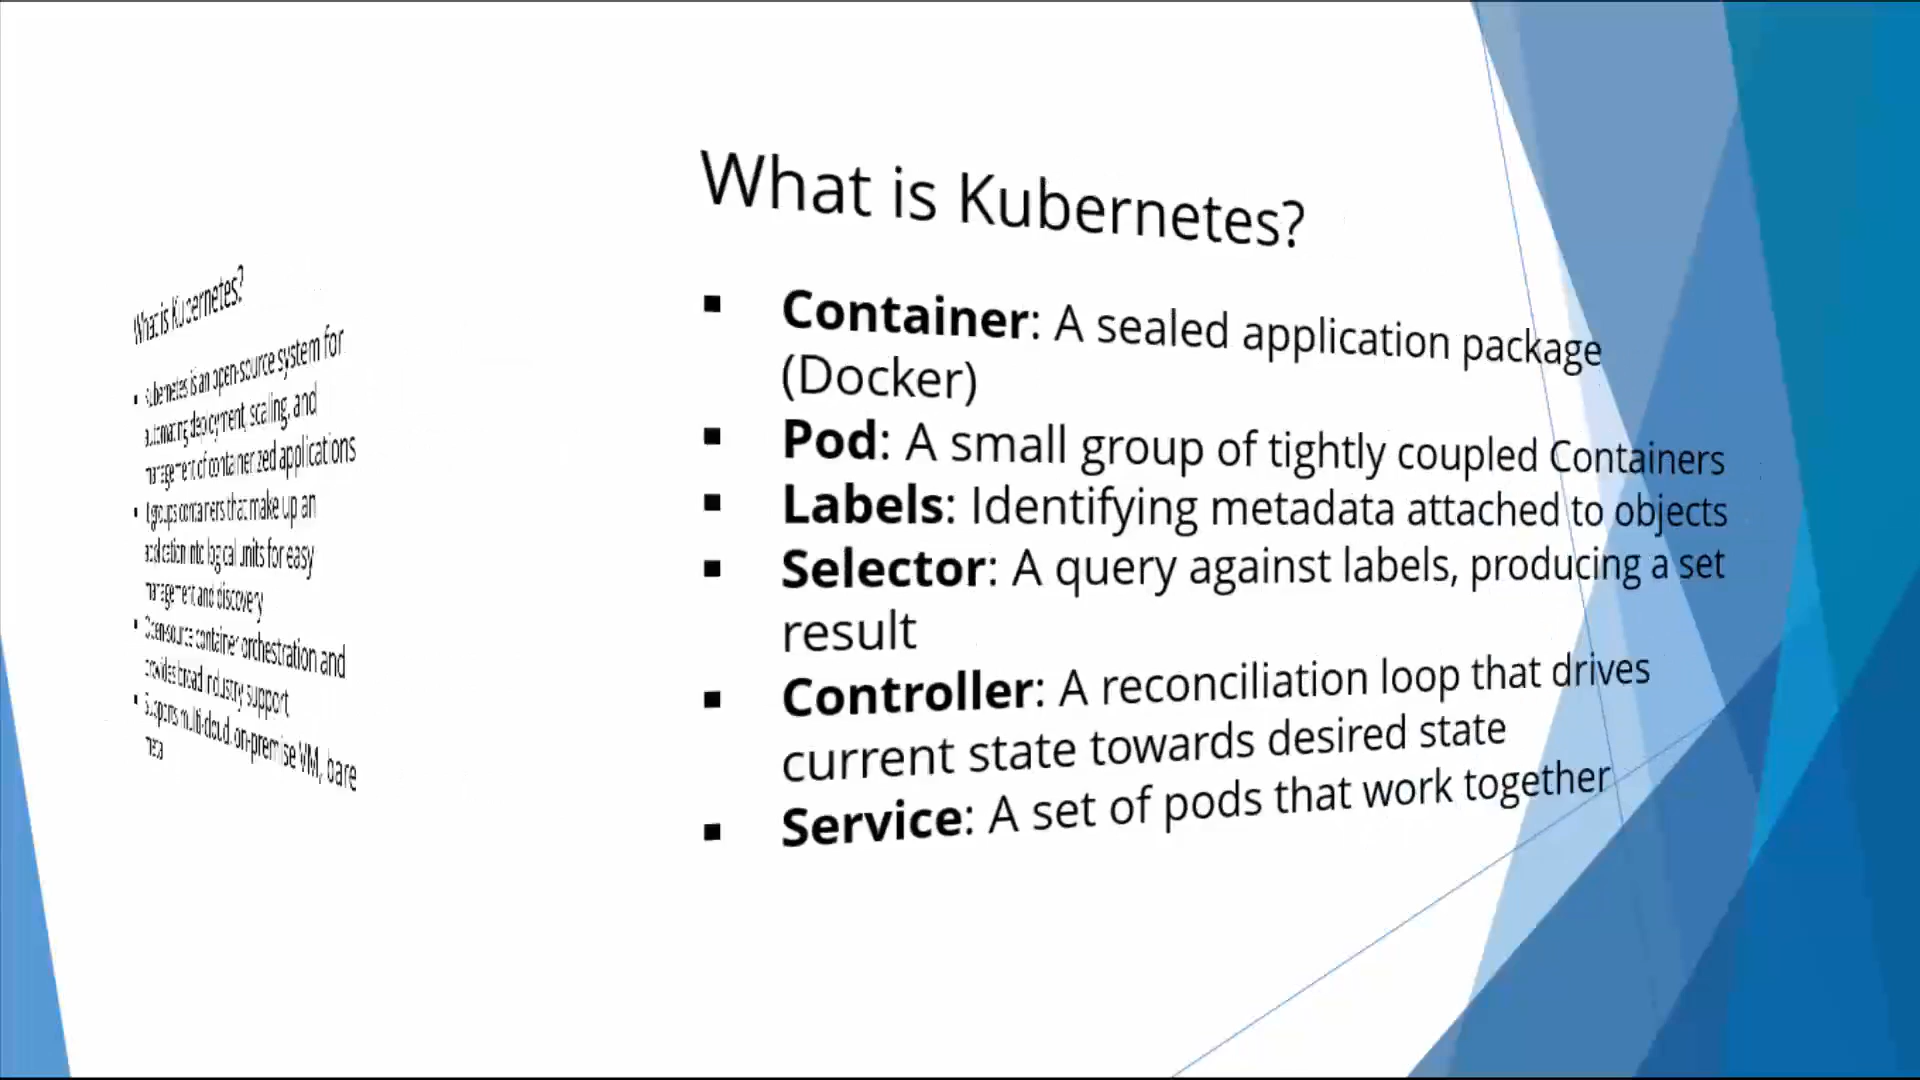 What is Kubernetes?
Kubernetes is an open-source system for
automating deployment, scaling, and
management of containerized applications
It groups containers that make up an
application into logical units for easy
management and discovery
Open-source container orchestration and
provides broad industry support
Supports multi-cloud, on-premise VM, bare
metal
What is Kubernetes?
▪ Container: A sealed application package
(Docker)
▪ Pod: A small group of tightly coupled Containers
▪ Labels: Identifying metadata attached to objects
▪ Selector: A query against labels, producing a set
result
▪ Controller: A reconciliation loop that drives
current state towards desired state
▪ Service: A set of pods that work together